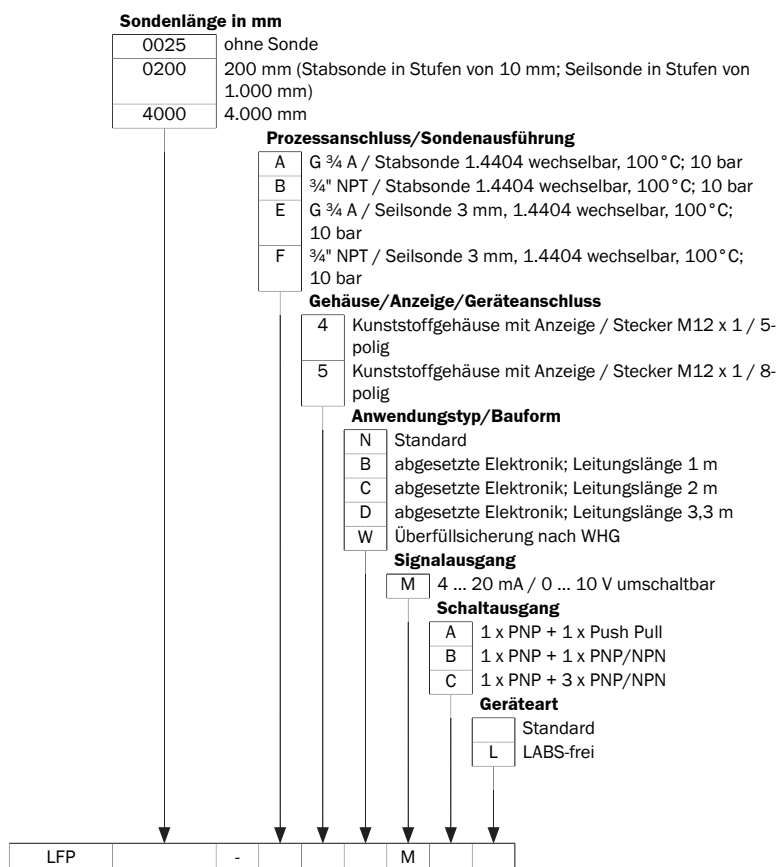 Sondenlänge in mm
0025 ohne Sonde
0200 200 mm (Stabsonde in Stufen von 10 mm; Seilsonde in Stufen von
1.000 mm)
4000 4.000 mm
Prozessanschluss/Sondenausführung
A G ¾ A / Stabsonde 1.4404 wechselbar, 100°C; 10 bar
B ¾" NPT / Stabsonde 1.4404 wechselbar, 100°C; 10 bar
E G ¾ A / Seilsonde 3 mm, 1.4404 wechselbar, 100°C;
10 bar
F ¾" NPT / Seilsonde 3 mm, 1.4404 wechselbar, 100°C;
10 bar
Gehäuse/Anzeige/Geräteanschluss
4 Kunststoffgehäuse mit Anzeige / Stecker M12 x 1 / 5-
polig
5 Kunststoffgehäuse mit Anzeige / Stecker M12 x 1 / 8-
polig
Anwendungstyp/Bauform
N Standard
B abgesetzte Elektronik; Leitungslänge 1 m
C abgesetzte Elektronik; Leitungslänge 2 m
D abgesetzte Elektronik; Leitungslänge 3,3 m
W Überfüllsicherung nach WHG
Signalausgang
M 4 ... 20 mA / 0 ... 10 V umschaltbar
Schaltausgang
A 1 x PNP + 1 x Push Pull
B 1 x PNP + 1 x PNP/NPN
C 1 x PNP + 3 x PNP/NPN
Geräteart
Standard
L LABS-frei
LFP - M